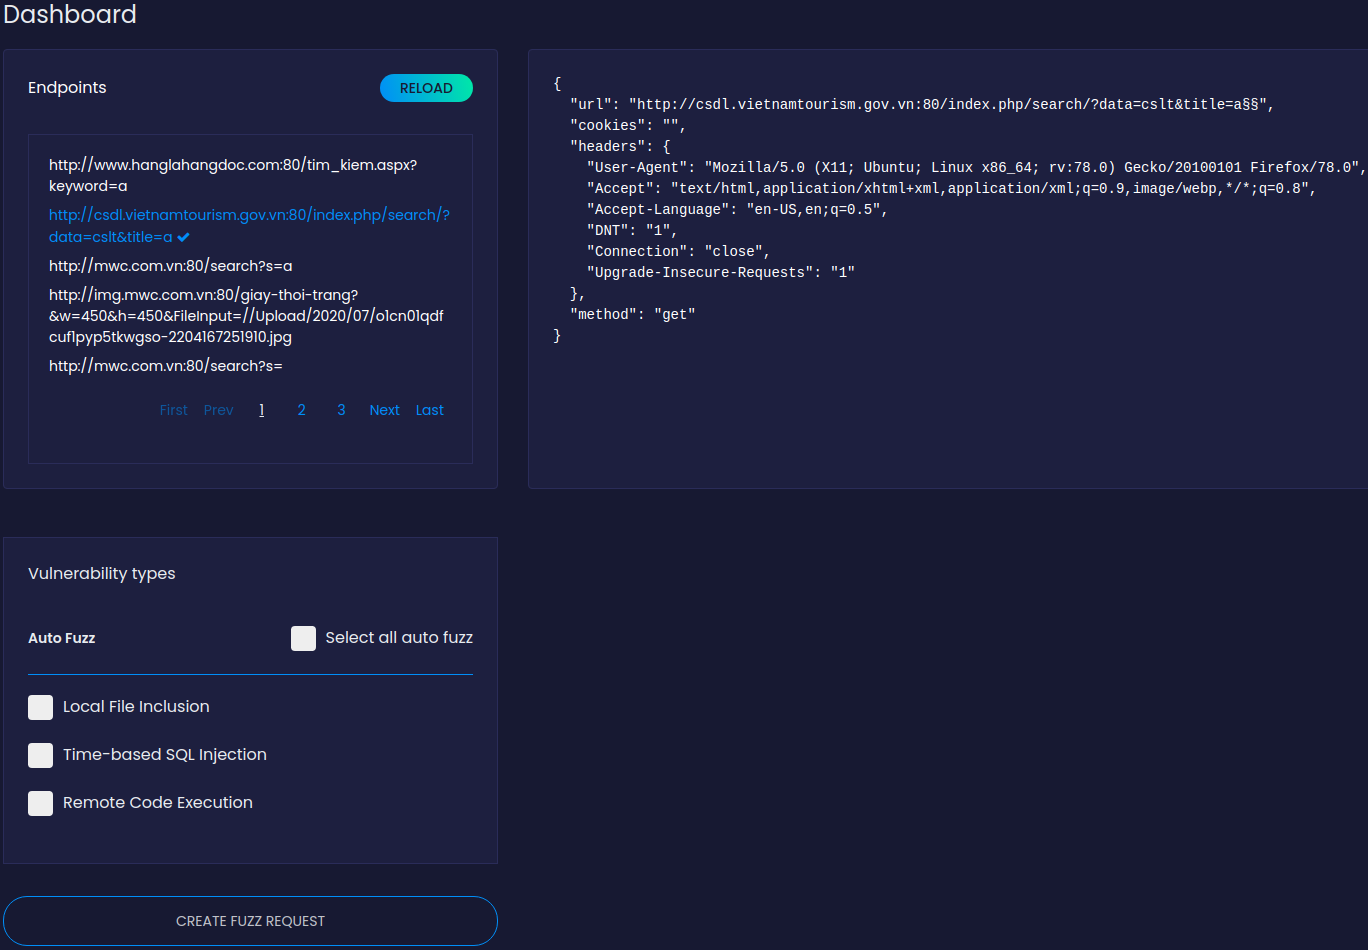 Dashboard
Endpoints
RELOAD
http://www.hanglahangdoc.com:80/tim_kiem.aspx?
keyword=a
http://csdl.vietnamtourism.gov.vn:80/index.php/search/?
data=cslt&title=a
http://mwc.com.vn:80/search?s=a
http://img.mwc.com.vn:80/giay-thoi-trang?
&w=450&h=450&FileInput=//Upload/2020/07/o1cn01qdf
cuf1pyp5tkwgso-2204167251910.jpg
http://mwc.com.vn:80/search?s=
First Prev 1 2 3 Next Last
{
"url": "http://csdl.vietnamtourism.gov.vn:80/index.php/search/?data=cslt&title=a§§",
"cookies": "",
"headers": {
"User-Agent": "Mozilla/5.0 (X11; Ubuntu; Linux x86_64; rv:78.0) Gecko/20100101 Firefox/78.0",
"Accept": "text/html,application/xhtml+xml,application/xml;q=0.9,image/webp,*/*;q=0.8",
"Accept-Language": "en-US,en;q=0.5",
"DNT": "1",
"Connection": "close",
"Upgrade-Insecure-Requests": "1"
},
"method": "get"
}
Vulnerability types
Auto Fuzz
Select all auto fuzz
Local File Inclusion
Time-based SQL Injection
Remote Code Execution
CREATE FUZZ REQUEST